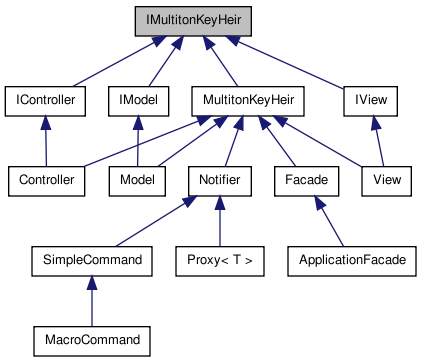 IMultitonKeyHeir
IController
IModel
MultitonKeyHeir
IView
Controller
Model
Notifier
Facade
View
SimpleCommand
Proxy< T >
ApplicationFacade
MacroCommand